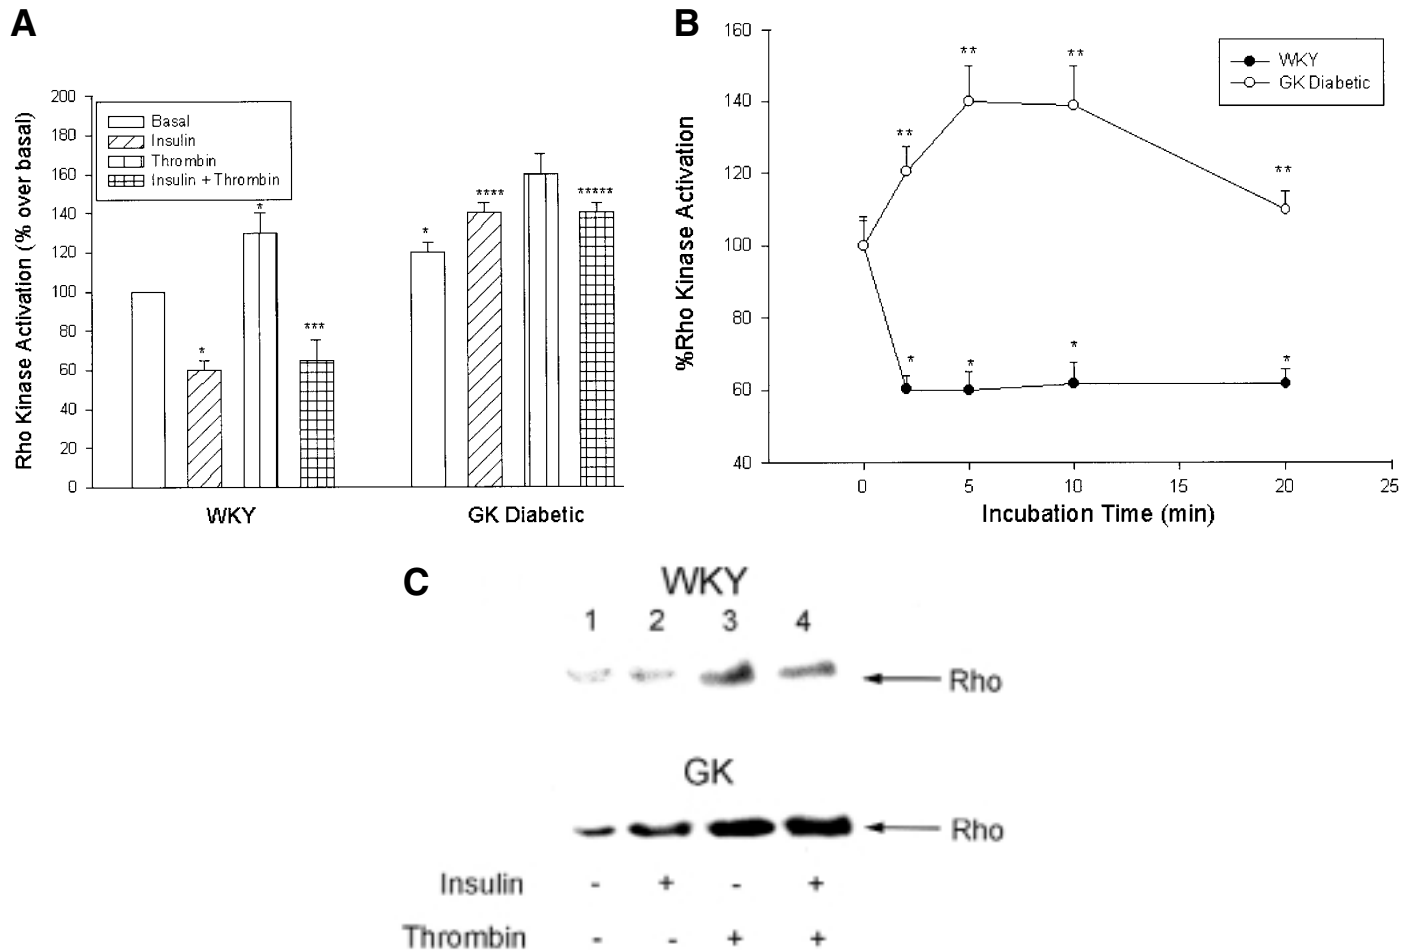 A
Rho Kinase Activation (% over basal)
200
180
160
140
120
100
80
60
40
20
0
Basal
Insulin
Thrombin
Insulin + Thrombin
*
*
***
*
****
*****
WKY
GK Diabetic
B
%Rho Kinase Activation
160
140
120
100
80
60
40
WKY
GK Diabetic
**
**
**
**
*
*
*
*
0
5
10
15
20
25
Incubation Time (min)
C
WKY
1 2 3 4
Rho
GK
Rho
Insulin - + - +
Thrombin - - + +